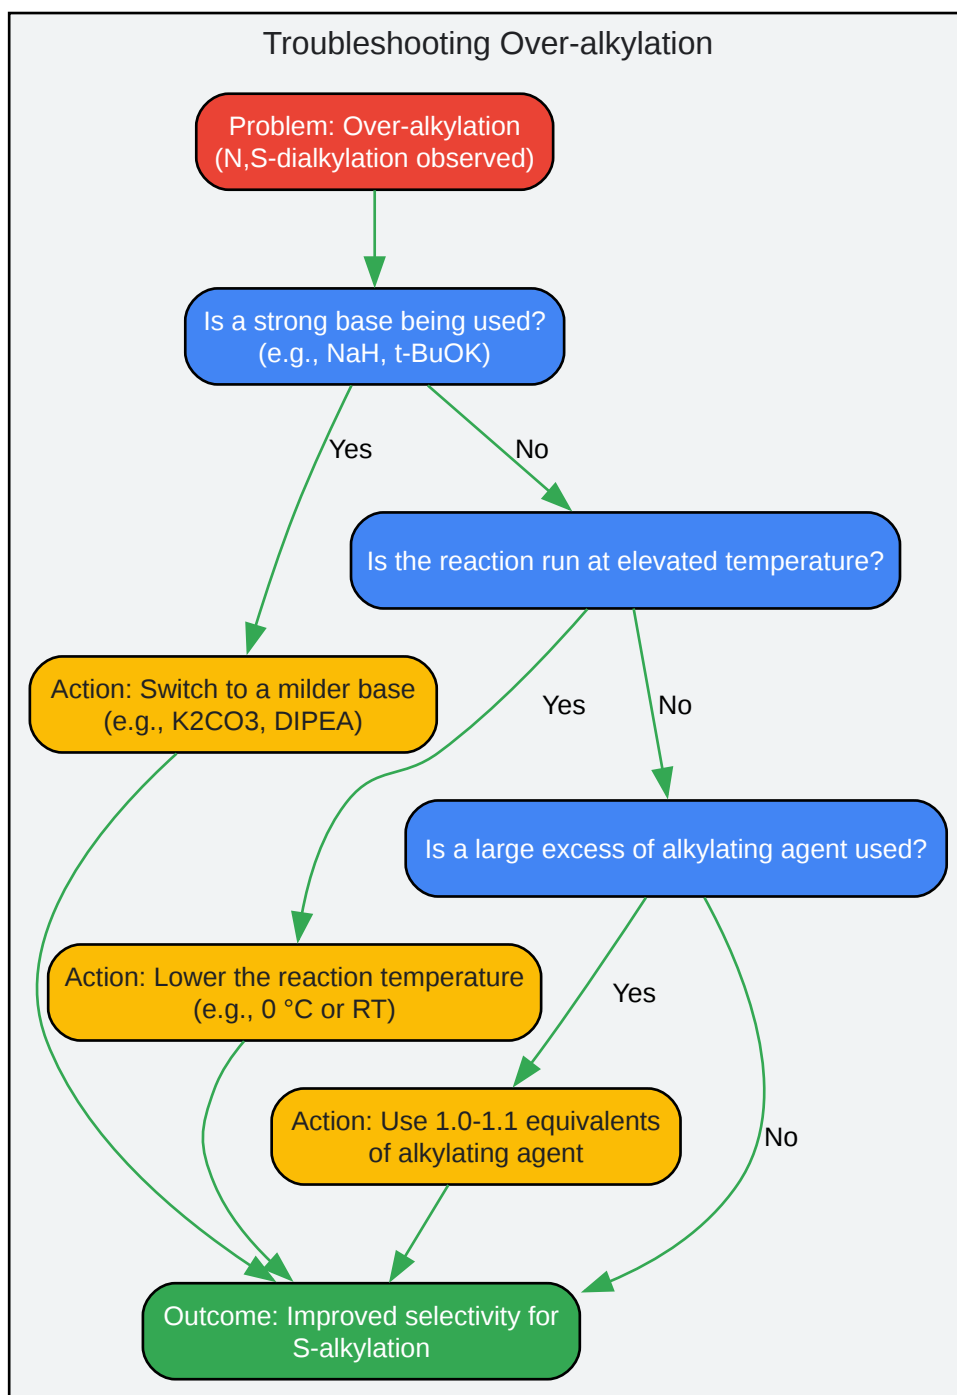 Troubleshooting Over-alkylation
Problem: Over-alkylation
(N,S-dialkylation observed)
Is a strong base being used?
(e.g., NaH, t-BuOK)
Yes
No
Is the reaction run at elevated temperature?
Action: Switch to a milder base
(e.g., K2CO3, DIPEA)
Yes
No
Is a large excess of alkylating agent used?
Action: Lower the reaction temperature
(e.g., 0 °C or RT)
Yes
Action: Use 1.0-1.1 equivalents
of alkylating agent
No
Outcome: Improved selectivity for
S-alkylation